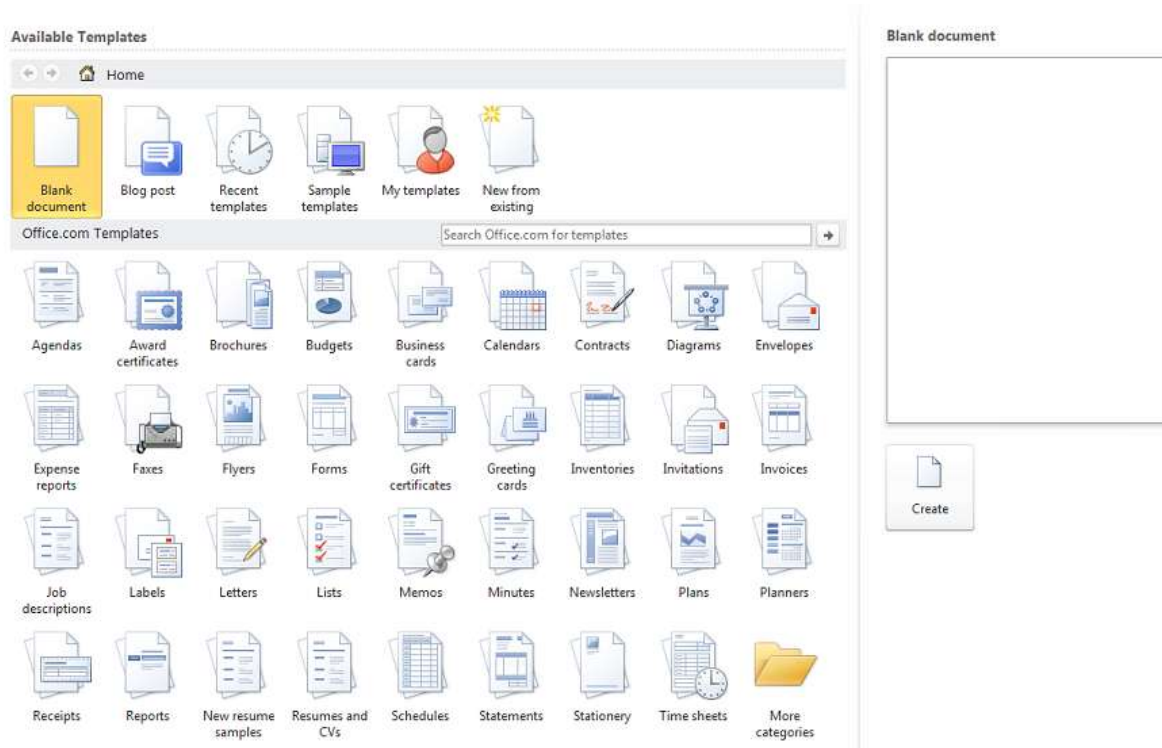 Available Templates
Blank document
Home
Blank document
Blog post
Recent templates
Sample templates
My templates
New from existing
Office.com Templates
Search Office.com for templates
Agendas
Award certificates
Brochures
Budgets
Business cards
Calendars
Contracts
Diagrams
Envelopes
Expense reports
Faxes
Flyers
Forms
Gift certificates
Greeting cards
Inventories
Invitations
Invoices
Create
Job descriptions
Labels
Letters
Lists
Memos
Minutes
Newsletters
Plans
Planners
Receipts
Reports
New resume samples
Resumes and CVs
Schedules
Statements
Stationery
Time sheets
More categories